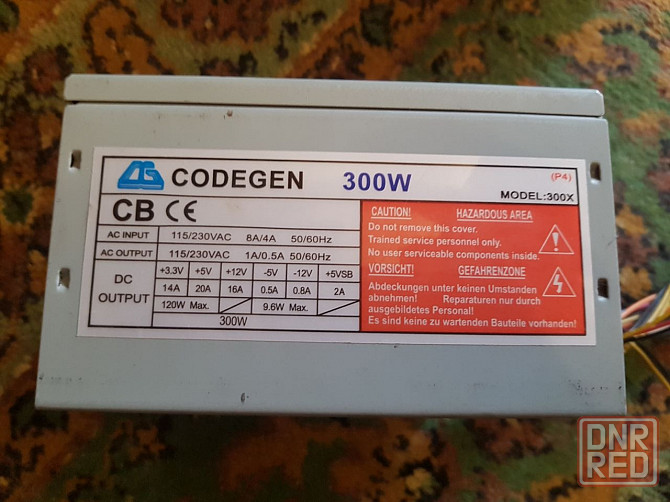 CODEGEN 300W (P4)
MODEL:300X
CB CE
AC INPUT 115/230VAC 8A/4A 50/60Hz
AC OUTPUT 115/230VAC 1A/0.5A 50/60Hz
DC OUTPUT
+3.3V +5V +12V -5V -12V +5VSB
14A 20A 16A 0.5A 0.8A 2A
120W Max. 9.6W Max.
300W
CAUTION! HAZARDOUS AREA
Do not remove this cover.
Trained service personnel only.
No user serviceable components inside.
VORSICHT! GEFAHRENZONE
Abdeckungen unter keinen Umstanden
abnehmen! Reparaturen nur durch
ausgebildetes Personal!
Es sind keine zu wartenden Bauteile vorhanden!
DNR
RED